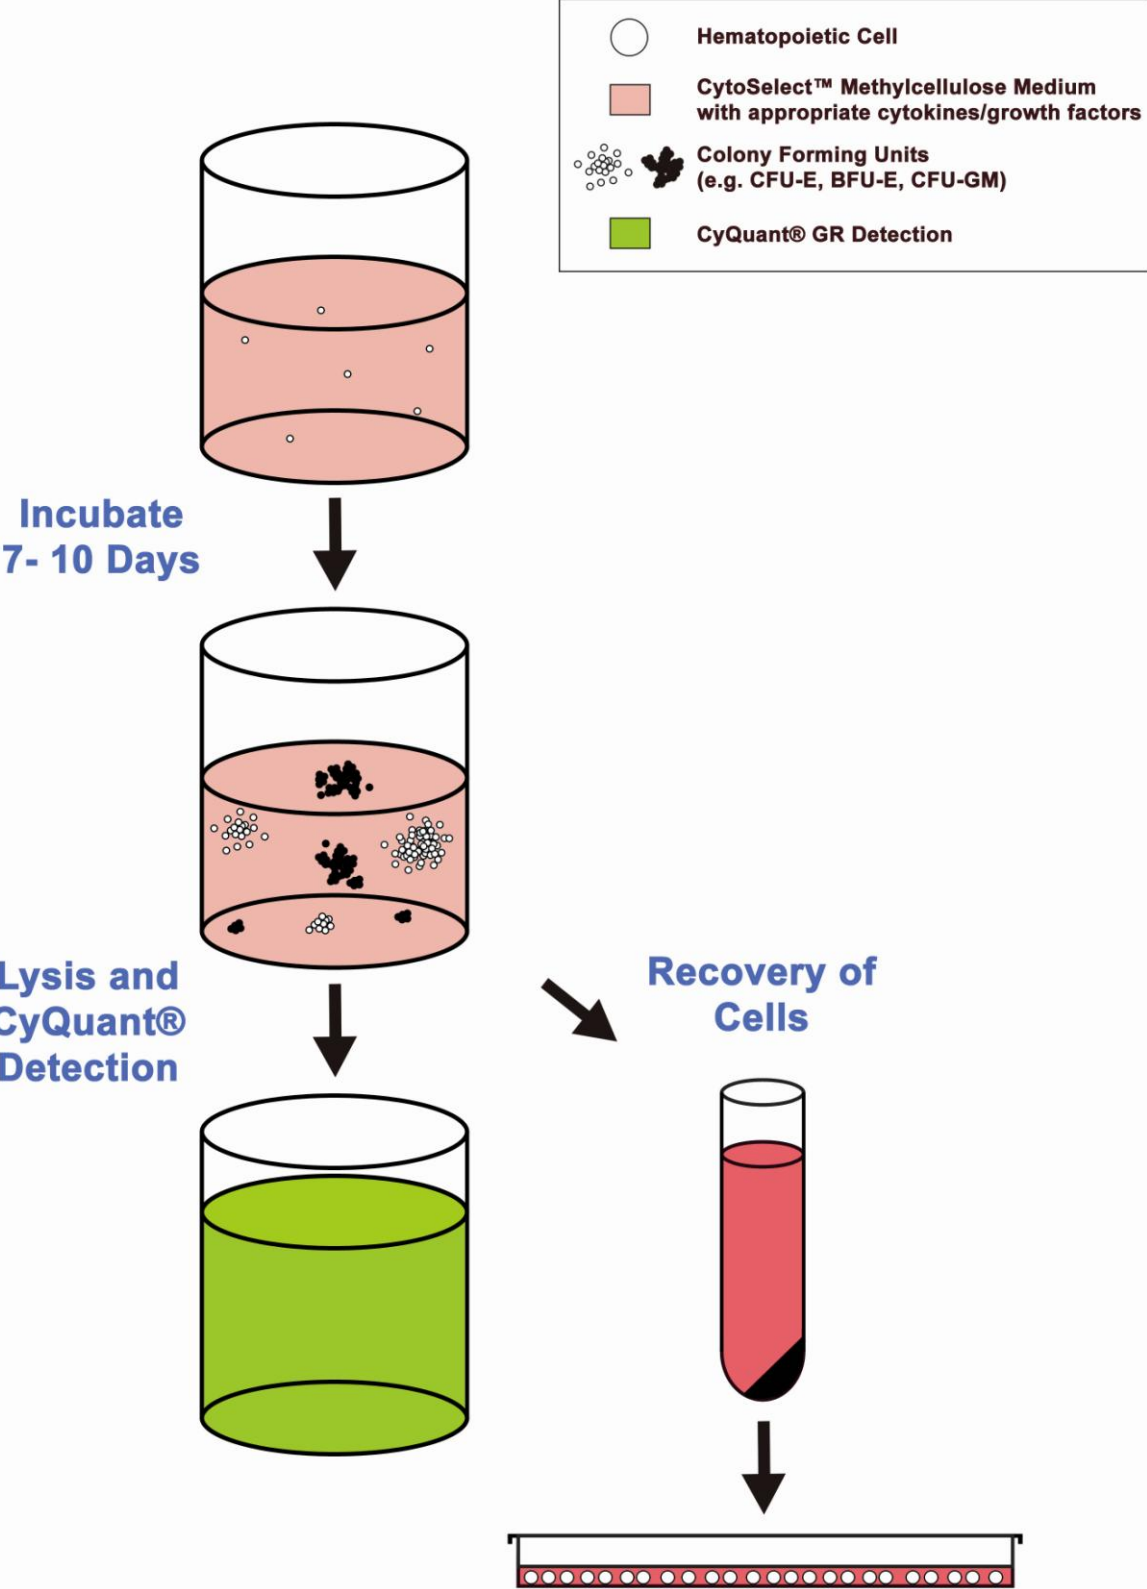 Hematopoietic Cell
CytoSelect™ Methylcellulose Medium
with appropriate cytokines/growth factors
Colony Forming Units
(e.g. CFU-E, BFU-E, CFU-GM)
CyQuant® GR Detection
Incubate
7- 10 Days
Lysis and
CyQuant®
Detection
Recovery of
Cells